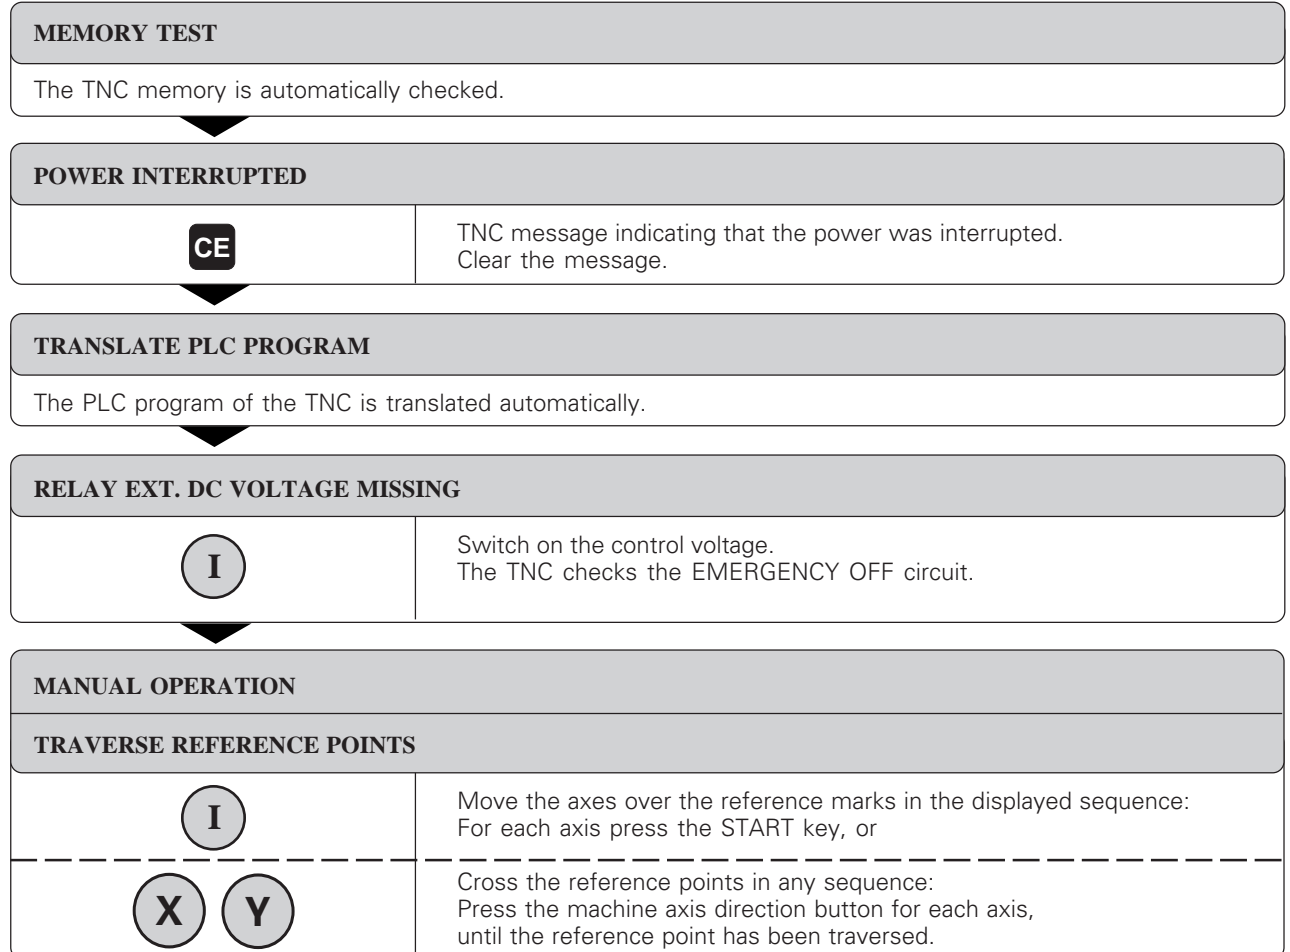 MEMORY TEST
The TNC memory is automatically checked.
POWER INTERRUPTED
CE
TNC message indicating that the power was interrupted.
Clear the message.
TRANSLATE PLC PROGRAM
The PLC program of the TNC is translated automatically.
RELAY EXT. DC VOLTAGE MISSING
I
Switch on the control voltage.
The TNC checks the EMERGENCY OFF circuit.
MANUAL OPERATION
TRAVERSE REFERENCE POINTS
I
Move the axes over the reference marks in the displayed sequence:
For each axis press the START key, or
X Y
Cross the reference points in any sequence:
Press the machine axis direction button for each axis,
until the reference point has been traversed.